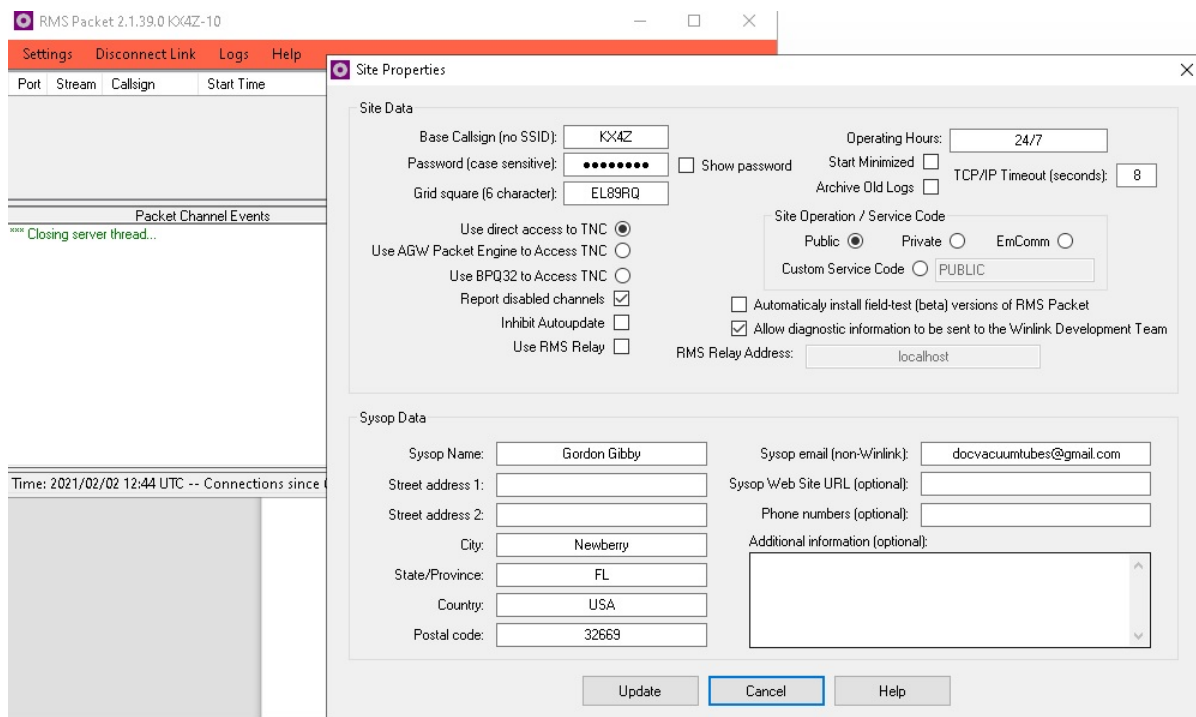 RMS Packet 2.1.39.0 KX4Z-10
Settings Disconnect Link Logs Help
Port Stream Callsign Start Time
Packet Channel Events
*** Closing server thread...
Time: 2021/02/02 12:44 UTC -- Connections since
Site Properties
Site Data
Base Callsign (no SSID): KX4Z
Password (case sensitive): ●●●●●●●● Show password
Grid square (6 character): EL89RQ
Use direct access to TNC
Use AGW Packet Engine to Access TNC
Use BPQ32 to Access TNC
Report disabled channels
Inhibit Autoupdate
Use RMS Relay
Operating Hours: 24/7
Start Minimized
Archive Old Logs
TCP/IP Timeout (seconds): 8
Site Operation / Service Code
Public Private EmComm
Custom Service Code PUBLIC
Automaticaly install field-test (beta) versions of RMS Packet
Allow diagnostic information to be sent to the Winlink Development Team
RMS Relay Address: localhost
Sysop Data
Sysop Name: Gordon Gibby
Street address 1:
Street address 2:
City: Newberry
State/Province: FL
Country: USA
Postal code: 32669
Sysop email (non-Winlink): docvacuumtubes@gmail.com
Sysop Web Site URL (optional):
Phone numbers (optional):
Additional information (optional):
Update Cancel Help